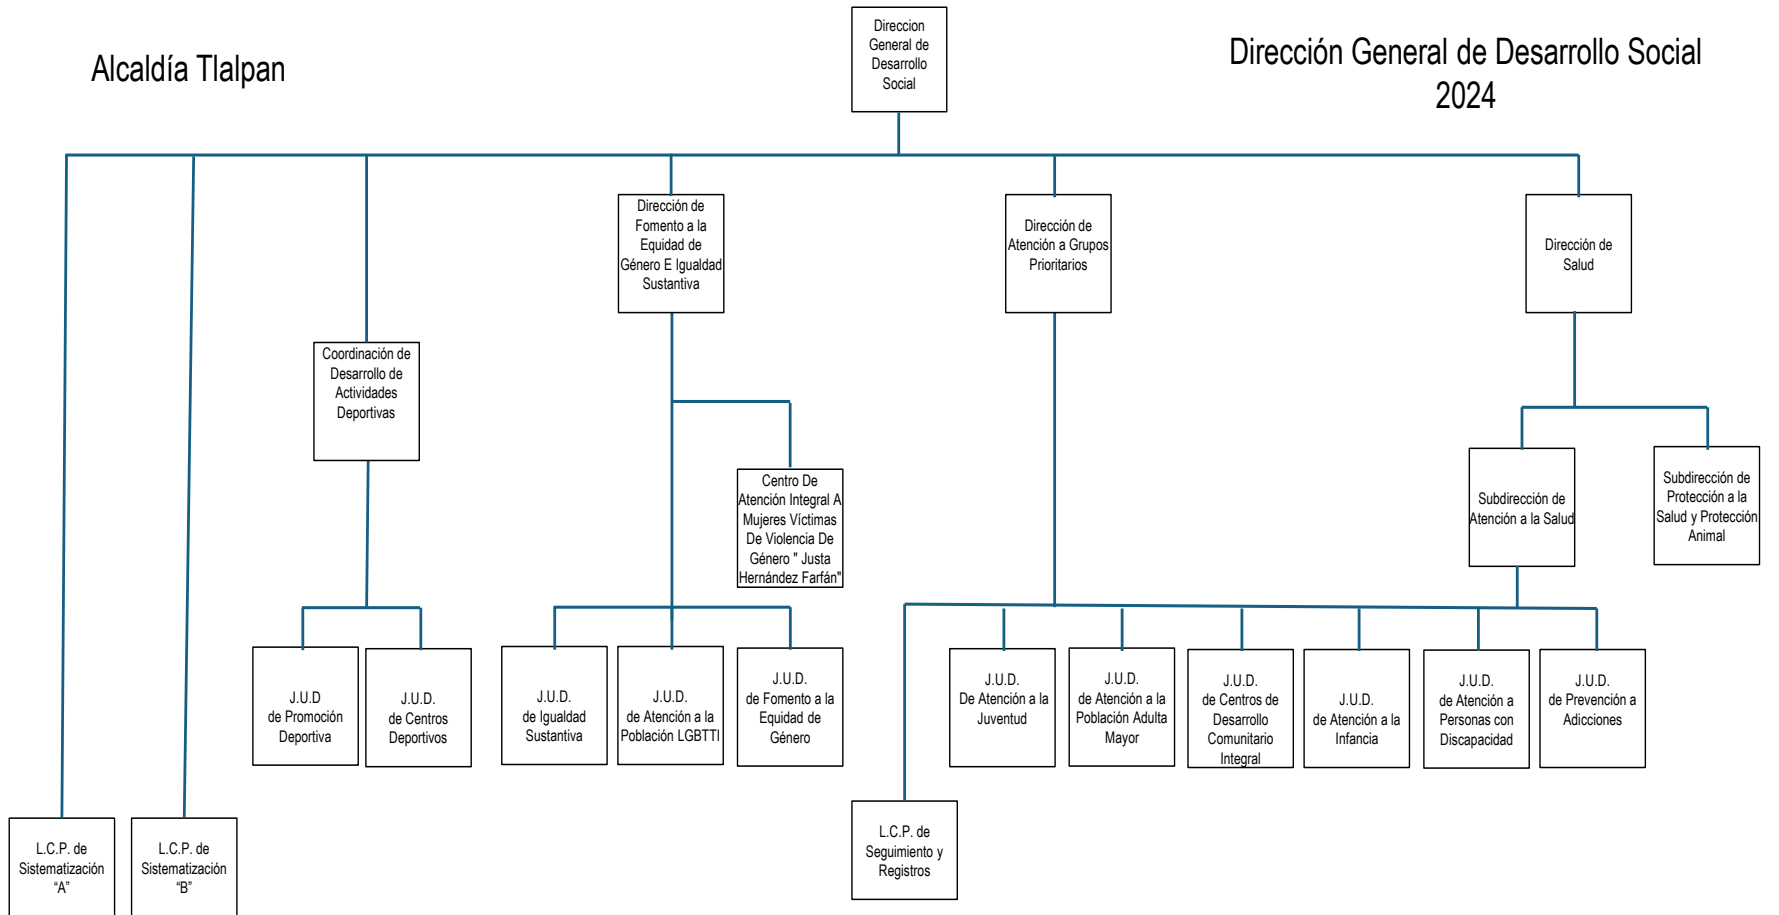 Direccion
General de
Desarrollo
Social
Alcaldía Tlalpan
Dirección General de Desarrollo Social
2024
Dirección de
Fomento a la
Equidad de
Género E Igualdad
Sustantiva
Dirección de
Atención a Grupos
Prioritarios
Dirección de
Salud
Coordinación de
Desarrollo de
Actividades
Deportivas
Centro De
Atención Integral A
Mujeres Víctimas
De Violencia De
Género " Justa
Hernández Farfán"
Subdirección de
Atención a la Salud
Subdirección de
Protección a la
Salud y Protección
Animal
J.U.D
de Promoción
Deportiva
J.U.D.
de Centros
Deportivos
J.U.D.
de Igualdad
Sustantiva
J.U.D.
de Atención a la
Población LGBTTI
J.U.D.
de Fomento a la
Equidad de
Género
J.U.D.
De Atención a la
Juventud
J.U.D.
de Atención a la
Población Adulta
Mayor
J.U.D.
de Centros de
Desarrollo
Comunitario
Integral
J.U.D.
de Atención a la
Infancia
J.U.D.
de Atención a
Personas con
Discapacidad
J.U.D.
de Prevención a
Adicciones
L.C.P. de
Sistematización
“A”
L.C.P. de
Sistematización
“B”
L.C.P. de
Seguimiento y
Registros